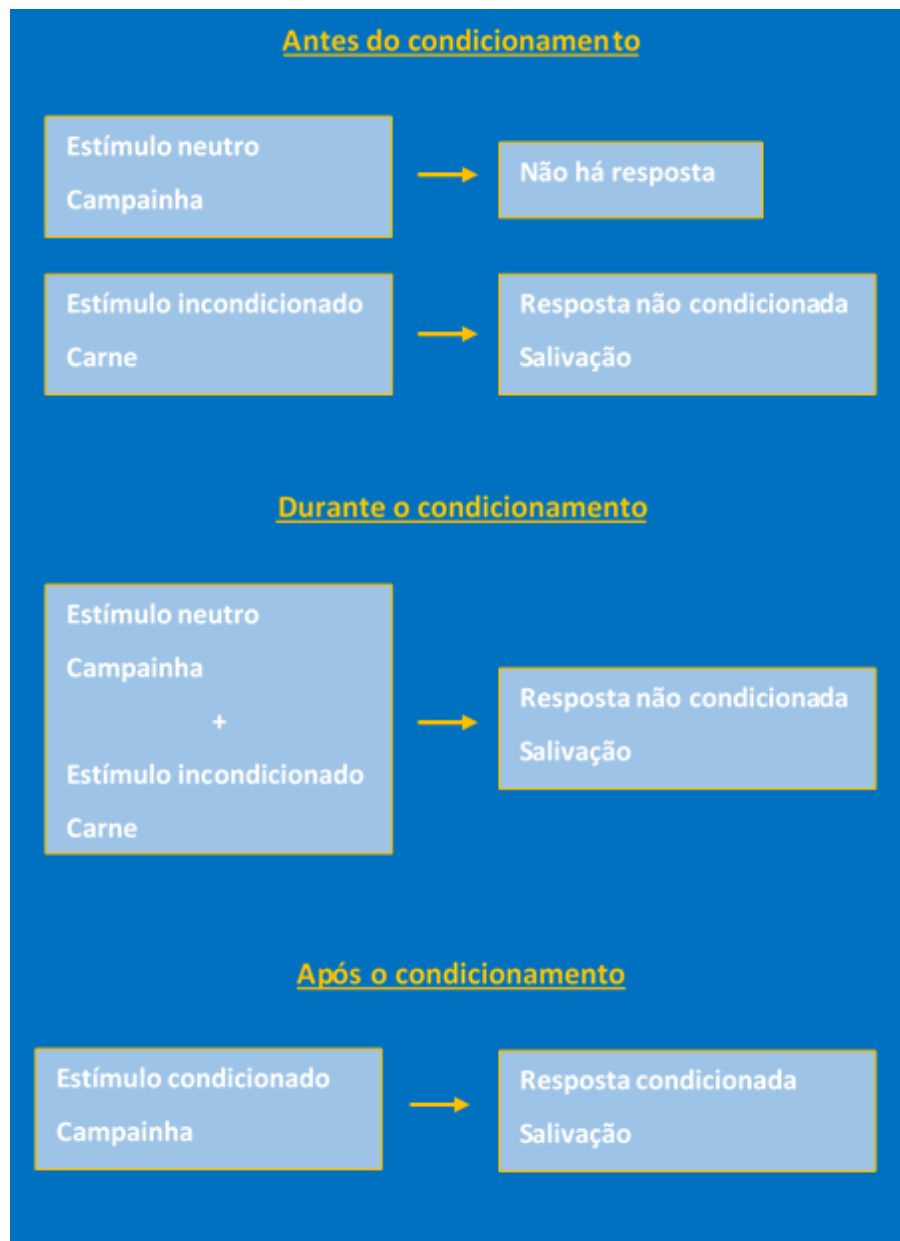 Antes do condicionamento
Estímulo neutro
Campainha
Não há resposta
Estímulo incondicionado
Carne
Resposta não condicionada
Salivação
Durante o condicionamento
Estímulo neutro
Campainha
+
Estímulo incondicionado
Carne
Resposta não condicionada
Salivação
Após o condicionamento
Estímulo condicionado
Campainha
Resposta condicionada
Salivação